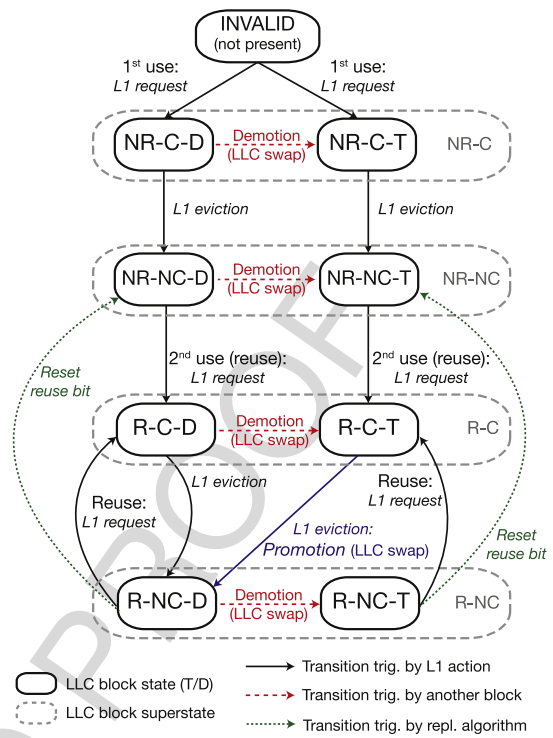 INVALID
(not present)
1st use:
L1 request
1st use:
L1 request
NR-C-D
Demotion
(LLC swap)
NR-C-T
NR-C
L1 eviction
L1 eviction
NR-NC-D
Demotion
(LLC swap)
NR-NC-T
NR-NC
Reset
reuse bit
2nd use (reuse):
L1 request
2nd use (reuse):
L1 request
R-C-D
Demotion
(LLC swap)
R-C-T
R-C
Reuse:
L1 request
L1 eviction
Reuse:
L1 request
L1 eviction:
Promotion (LLC swap)
Reset
reuse bit
R-NC-D
Demotion
(LLC swap)
R-NC-T
R-NC
LLC block state (T/D)
LLC block superstate
Transition trig. by L1 action
Transition trig. by another block
Transition trig. by repl. algorithm
PROOF